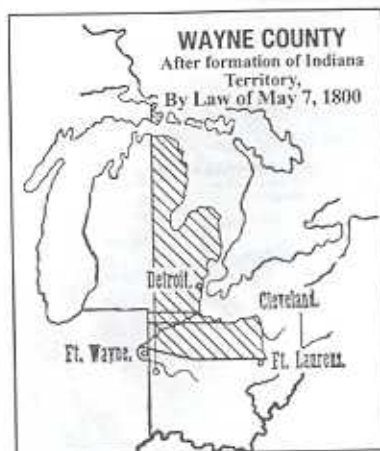 WAYNE COUNTY
After formation of Indiana
Territory,
By Law of May 7, 1800
Detroit.
Cleveland.
Ft. Wayne.
Ft. Laurens.